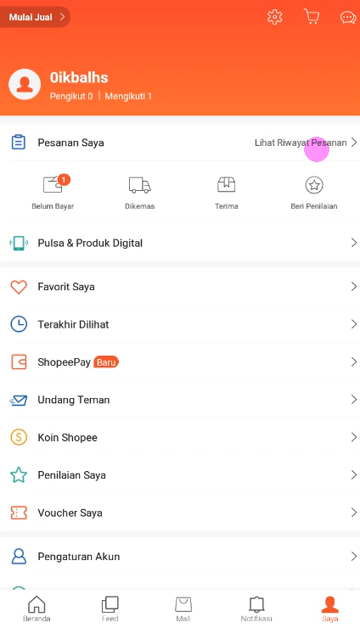 Mulai Jual
0ikbalhs
Pengikut 0 | Mengikuti 1
Pesanan Saya
Lihat Riwayat Pesanan
1
Belum Bayar
Dikemas
Terima
Beri Penilaian
Pulsa & Produk Digital
Favorit Saya
Terakhir Dilihat
ShopeePay Baru
Undang Teman
Koin Shopee
Penilaian Saya
Voucher Saya
Pengaturan Akun
Beranda
Feed
Mall
Notifikasi
Saya